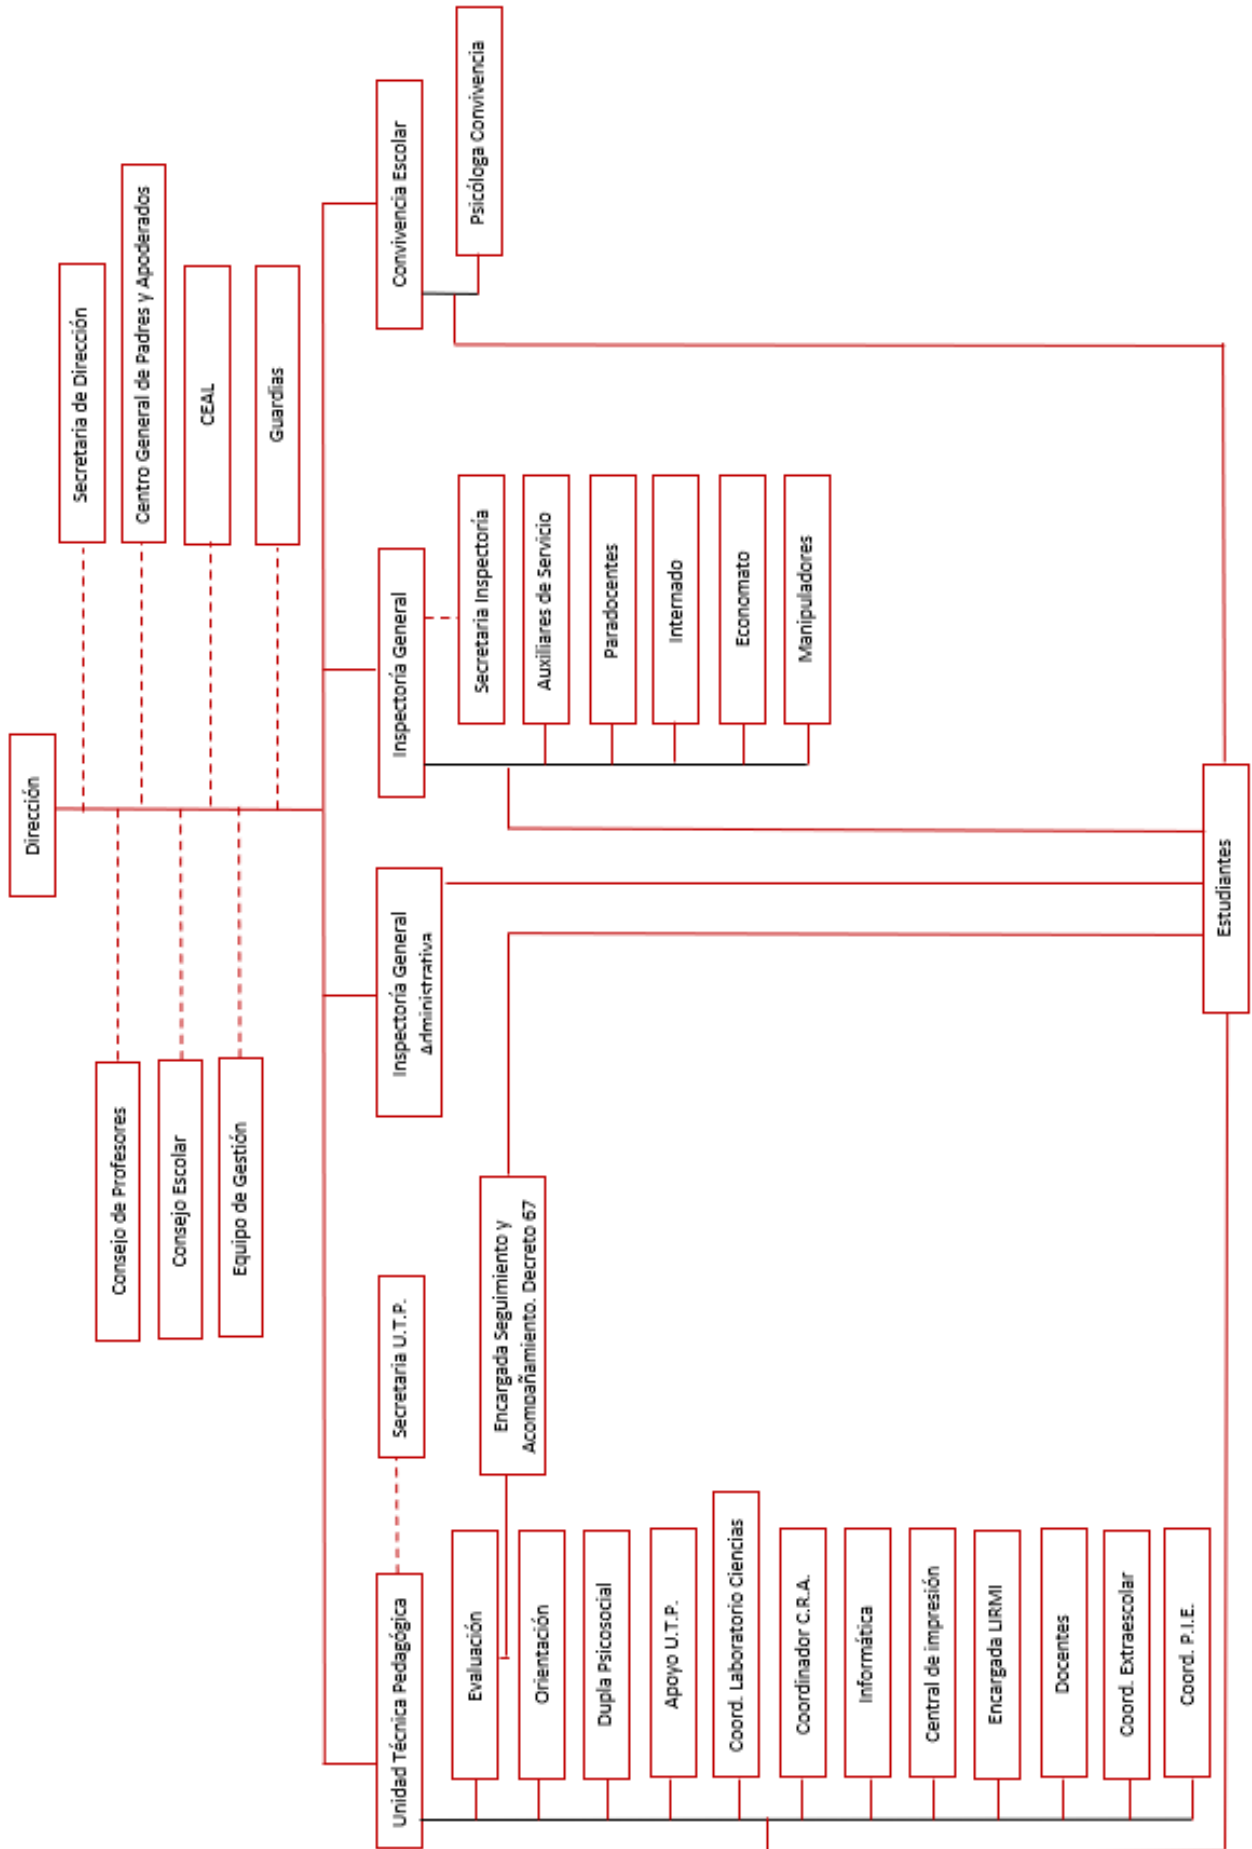 Dirección
Secretaria de Dirección
Consejo de Profesores
Centro General de Padres y Apoderados
Consejo Escolar
CEAL
Equipo de Gestión
Guardias
Unidad Técnica Pedagógica
Secretaria U.T.P.
Inspectoría General
Administrativa
Inspectoría General
Convivencia Escolar
Evaluación
Orientación
Dupla Psicosocial
Apoyo U.T.P.
Coord. Laboratorio Ciencias
Coordinador C.R.A.
Informática
Central de impresión
Encargada LIRMI
Docentes
Coord. Extraescolar
Coord. P.I.E.
Encargada Seguimiento y
Acompañamiento. Decreto 67
Secretaria Inspectoría
Auxiliares de Servicio
Paradocentes
Internado
Economato
Manipuladores
Psicóloga Convivencia
Estudiantes